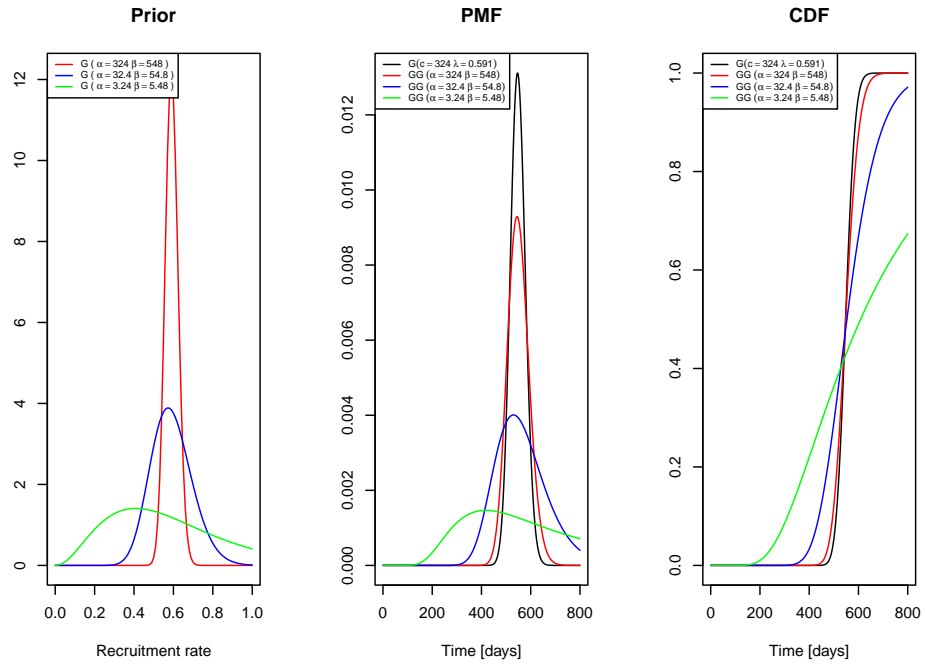 Prior
G ( α = 324 β = 548 )
G ( α = 32.4 β = 54.8 )
G ( α = 3.24 β = 5.48 )
12
10
8
6
4
2
0
0.0 0.2 0.4 0.6 0.8 1.0
Recruitment rate
PMF
G(c = 324 λ = 0.591)
GG (α = 324 β = 548)
GG (α = 32.4 β = 54.8)
GG (α = 3.24 β = 5.48)
0.012
0.010
0.008
0.006
0.004
0.002
0.000
0 200 400 600 800
Time [days]
CDF
G(c = 324 λ = 0.591)
GG (α = 324 β = 548)
GG (α = 32.4 β = 54.8)
GG (α = 3.24 β = 5.48)
1.0
0.8
0.6
0.4
0.2
0.0
0 200 400 600 800
Time [days]